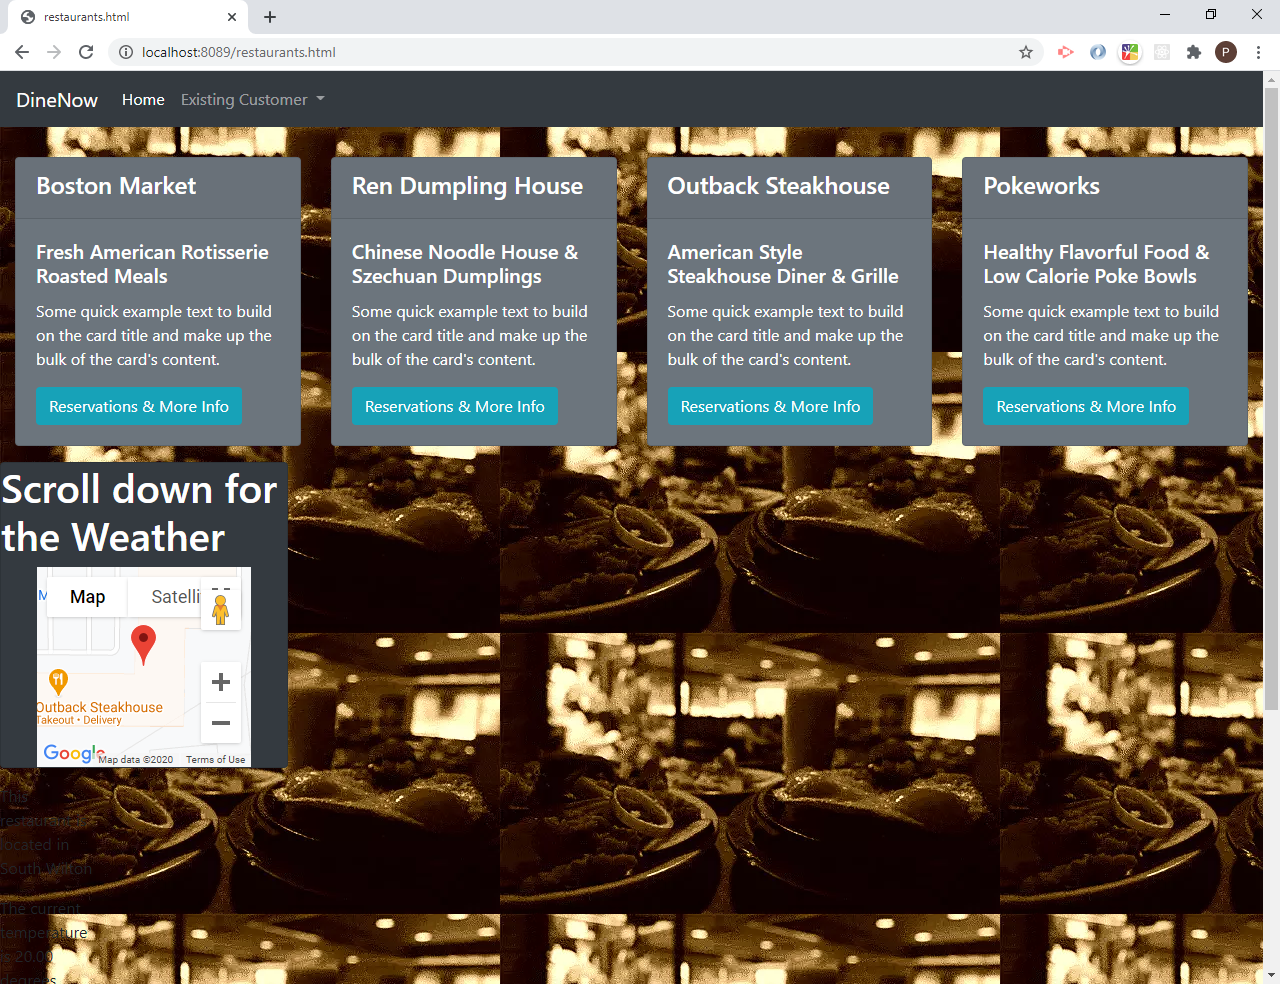 restaurants.html
localhost:8089/restaurants.html
P
DineNow Home Existing Customer
Boston Market
Fresh American Rotisserie
Roasted Meals
Some quick example text to build
on the card title and make up the
bulk of the card's content.
Reservations & More Info
Ren Dumpling House
Chinese Noodle House &
Szechuan Dumplings
Some quick example text to build
on the card title and make up the
bulk of the card's content.
Reservations & More Info
Outback Steakhouse
American Style
Steakhouse Diner & Grille
Some quick example text to build
on the card title and make up the
bulk of the card's content.
Reservations & More Info
Pokeworks
Healthy Flavorful Food &
Low Calorie Poke Bowls
Some quick example text to build
on the card title and make up the
bulk of the card's content.
Reservations & More Info
Scroll down for
the Weather
M
Map Satelli
Outback Steakhouse
Takeout • Delivery
Google
Map data ©2020 Terms of Use
This
restaurant is
located in
South Wilton
The current
temperature
is 20.09
degrees